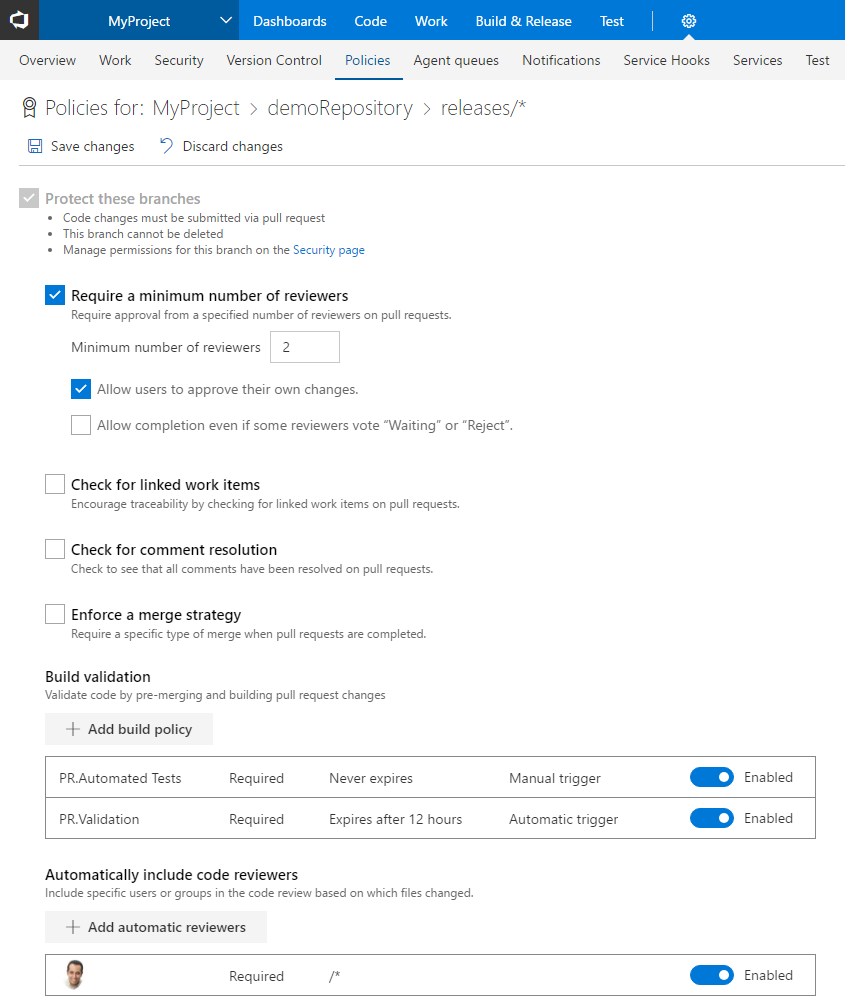 MyProject Dashboards Code Work Build & Release Test
Overview Work Security Version Control Policies Agent queues Notifications Service Hooks Services Test
Policies for: MyProject > demoRepository > releases/*
Save changes Discard changes
Protect these branches
• Code changes must be submitted via pull request
• This branch cannot be deleted
• Manage permissions for this branch on the Security page
Require a minimum number of reviewers
Require approval from a specified number of reviewers on pull requests.
Minimum number of reviewers 2
Allow users to approve their own changes.
Allow completion even if some reviewers vote “Waiting” or “Reject”.
Check for linked work items
Encourage traceability by checking for linked work items on pull requests.
Check for comment resolution
Check to see that all comments have been resolved on pull requests.
Enforce a merge strategy
Require a specific type of merge when pull requests are completed.
Build validation
Validate code by pre-merging and building pull request changes
+ Add build policy
PR.Automated Tests Required Never expires Manual trigger Enabled
PR.Validation Required Expires after 12 hours Automatic trigger Enabled
Automatically include code reviewers
Include specific users or groups in the code review based on which files changed.
+ Add automatic reviewers
Required /* Enabled